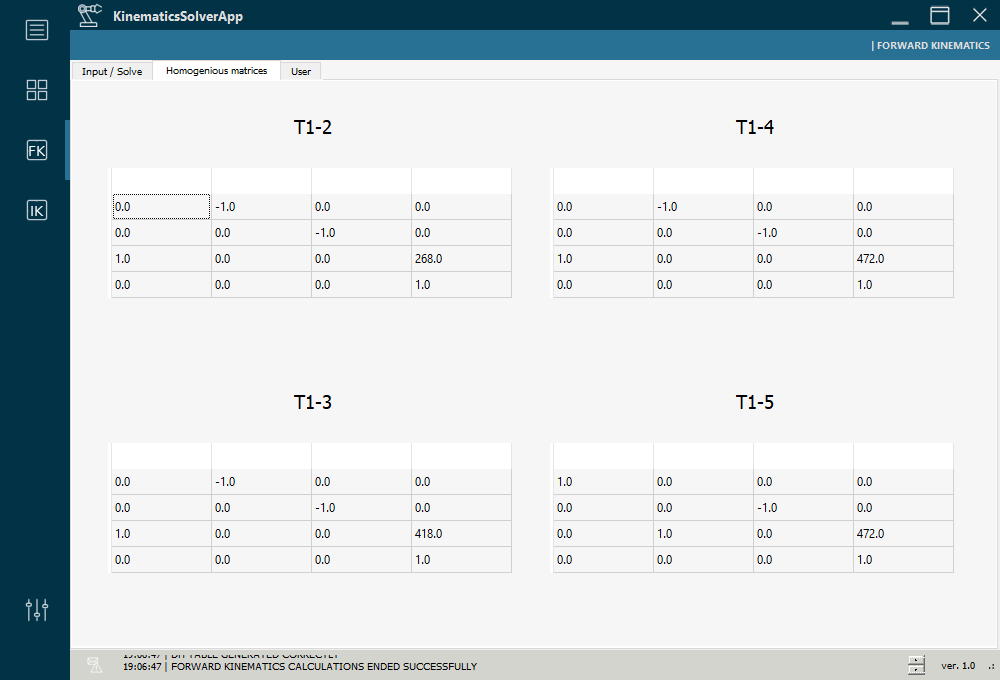 KinematicsSolverApp
| FORWARD KINEMATICS
Input / Solve Homogenious matrices User
FK
IK
T1-2
0.0 -1.0 0.0 0.0
0.0 0.0 -1.0 0.0
1.0 0.0 0.0 268.0
0.0 0.0 0.0 1.0
T1-4
0.0 -1.0 0.0 0.0
0.0 0.0 -1.0 0.0
1.0 0.0 0.0 472.0
0.0 0.0 0.0 1.0
T1-3
0.0 -1.0 0.0 0.0
0.0 0.0 -1.0 0.0
1.0 0.0 0.0 418.0
0.0 0.0 0.0 1.0
T1-5
1.0 0.0 0.0 0.0
0.0 0.0 -1.0 0.0
0.0 1.0 0.0 472.0
0.0 0.0 0.0 1.0
19:06:47 | DH TABLE GENERATED CORRECTLY
19:06:47 | FORWARD KINEMATICS CALCULATIONS ENDED SUCCESSFULLY
ver. 1.0